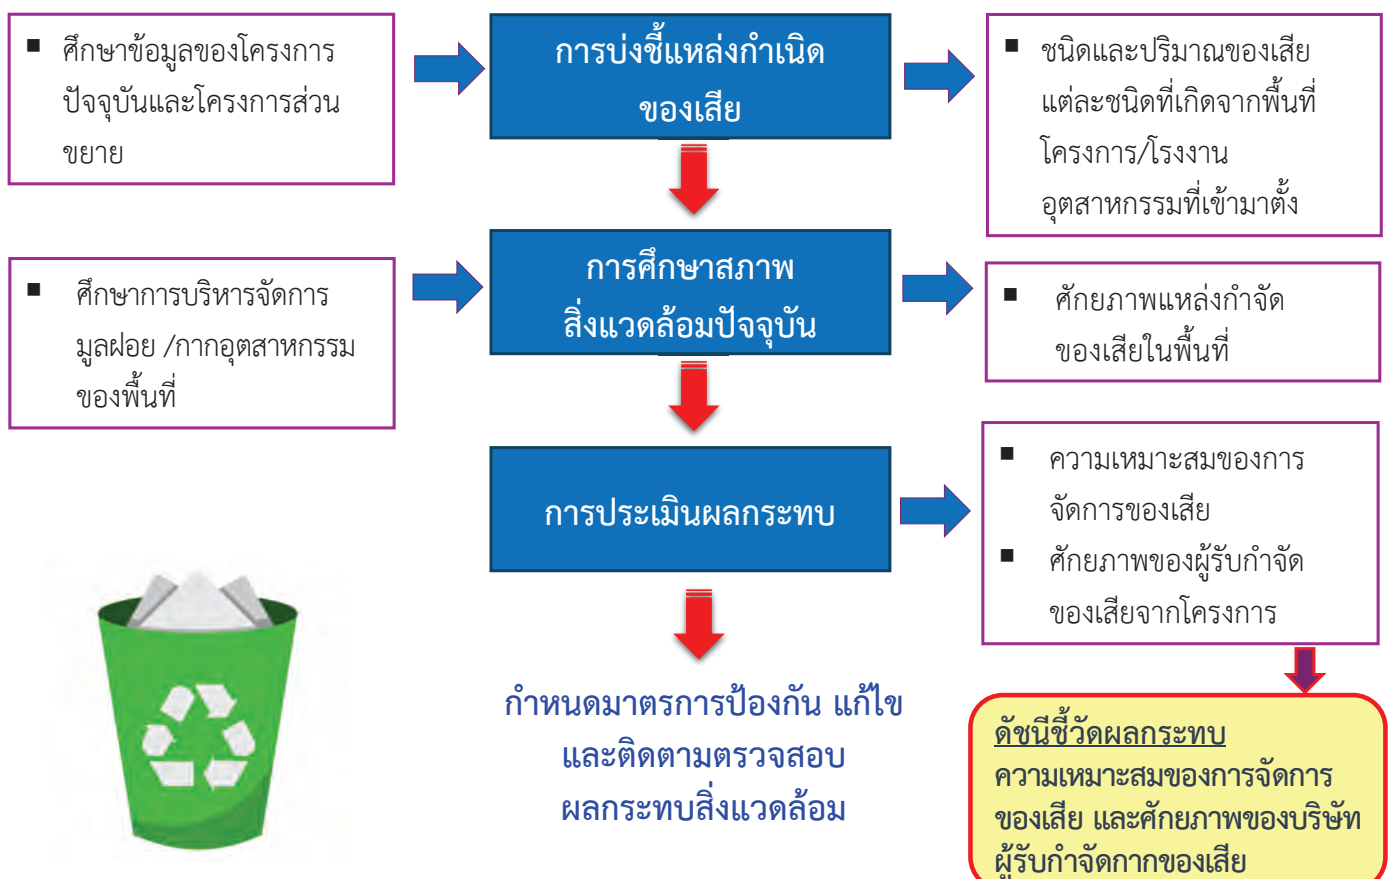 ▪ ศึกษาข้อมูลของโครงการ
ปัจจุบันและโครงการส่วน
ขยาย
การบ่งชี้แหล่งกำเนิด
ของเสีย
▪ ชนิดและปริมาณของเสีย
แต่ละชนิดที่เกิดจากพื้นที่
โครงการ/โรงงาน
อุตสาหกรรมที่เข้ามาตั้ง
▪ ศึกษาการบริหารจัดการ
มูลฝอย /กากอุตสาหกรรม
ของพื้นที่
การศึกษาสภาพ
สิ่งแวดล้อมปัจจุบัน
▪ ศักยภาพแหล่งกำจัด
ของเสียในพื้นที่
การประเมินผลกระทบ
▪ ความเหมาะสมของการ
จัดการของเสีย
▪ ศักยภาพของผู้รับกำจัด
ของเสียจากโครงการ
กำหนดมาตรการป้องกัน แก้ไข
และติดตามตรวจสอบ
ผลกระทบสิ่งแวดล้อม
ดัชนีชี้วัดผลกระทบ
ความเหมาะสมของการจัดการ
ของเสีย และศักยภาพของบริษัท
ผู้รับกำจัดกากของเสีย